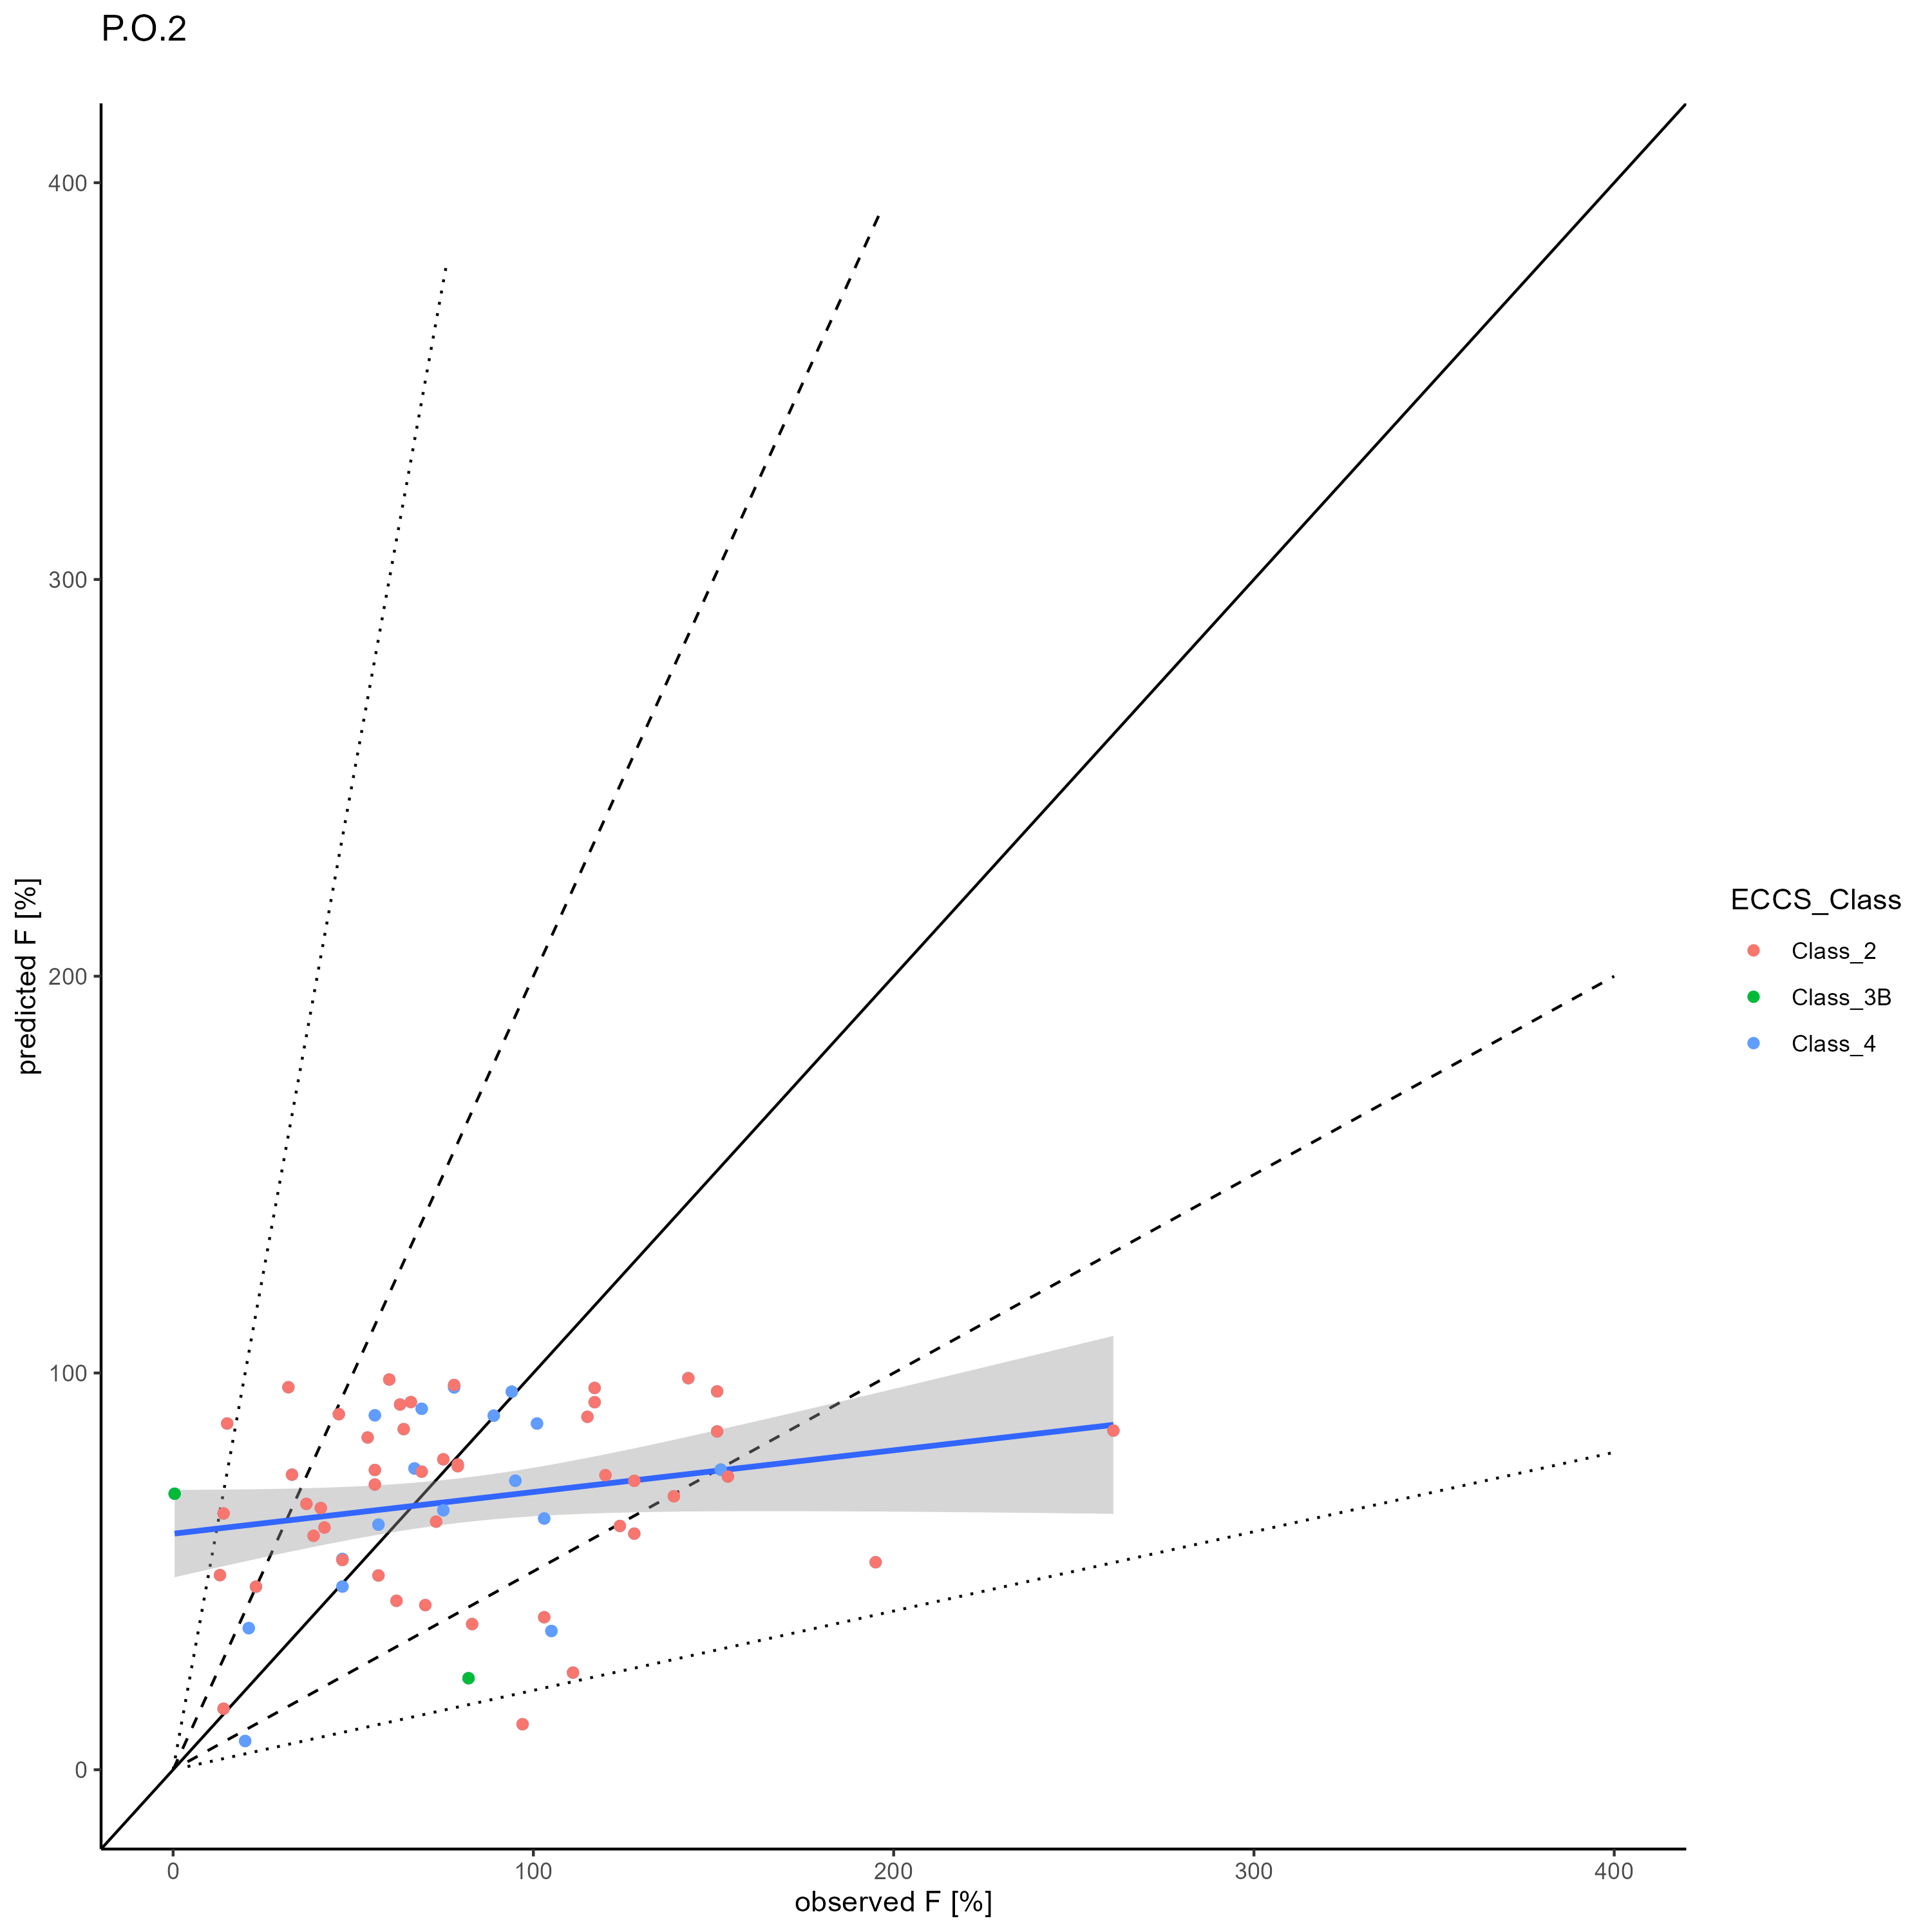 P.O.2
400
300
200
100
0
predicted F [%]
0 100 200 300 400
observed F [%]
ECCS_Class
Class_2
Class_3B
Class_4